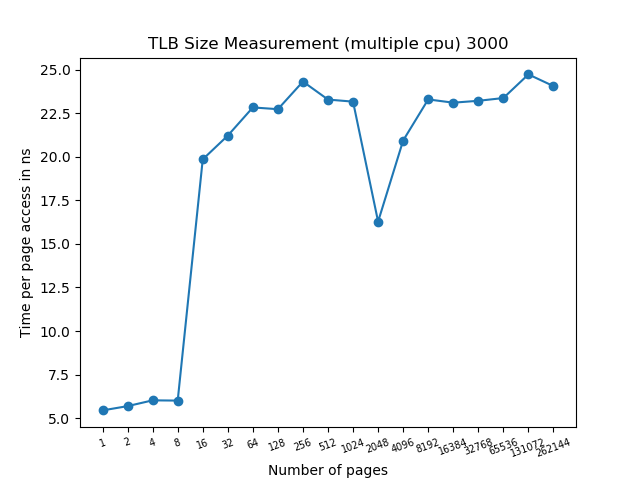 TLB Size Measurement (multiple cpu) 3000
Time per page access in ns
25.0
22.5
20.0
17.5
15.0
12.5
10.0
7.5
5.0
1 2 4 8 16 32 64 128 256 512 1024 2048 4096 8192 16384 32768 65536 131072 262144
Number of pages